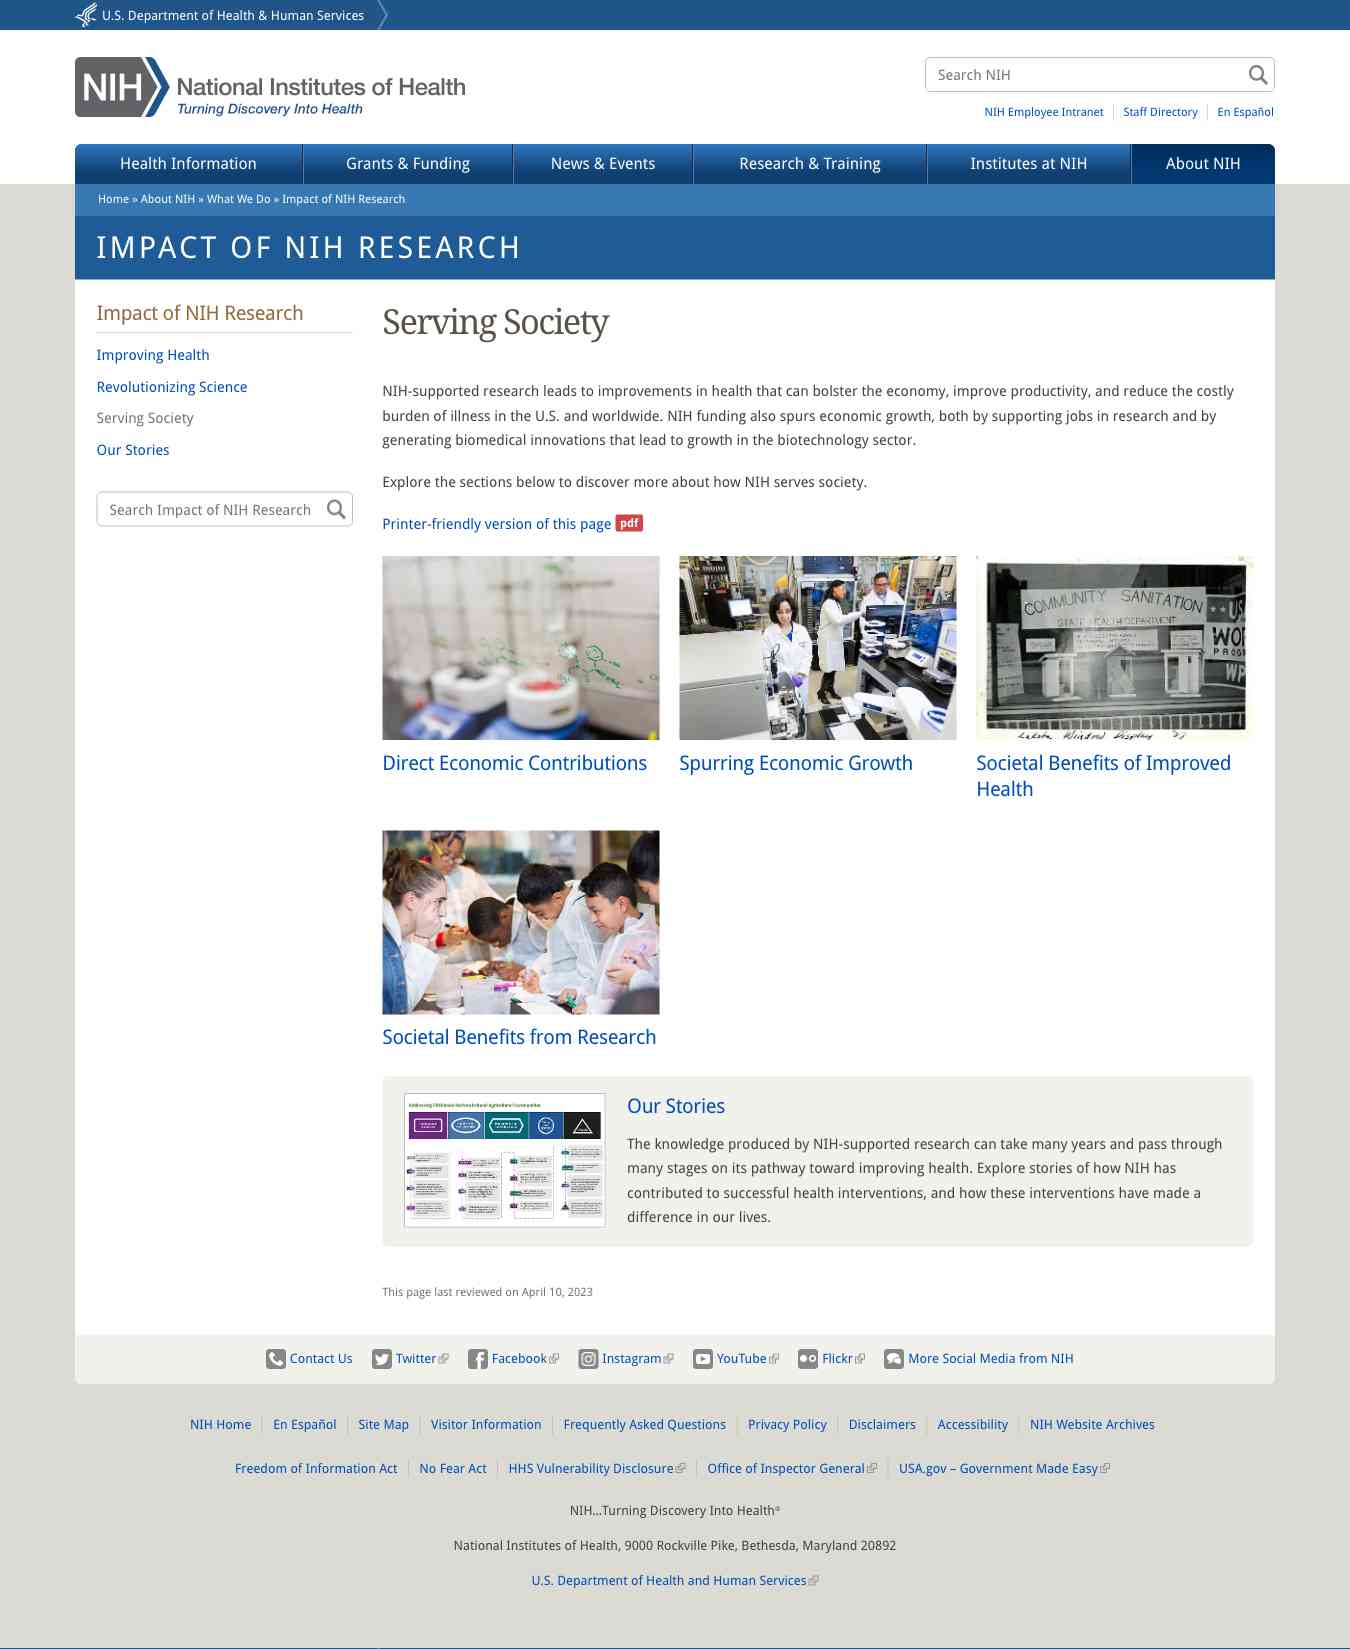 U.S. Department of Health & Human Services
NIH National Institutes of Health
Turning Discovery Into Health
Search NIH
NIH Employee Intranet Staff Directory En Español
Health Information Grants & Funding News & Events Research & Training Institutes at NIH About NIH
Home » About NIH » What We Do » Impact of NIH Research
IMPACT OF NIH RESEARCH
Impact of NIH Research
Improving Health
Revolutionizing Science
Serving Society
Our Stories
Search Impact of NIH Research
Serving Society
NIH-supported research leads to improvements in health that can bolster the economy, improve productivity, and reduce the costly
burden of illness in the U.S. and worldwide. NIH funding also spurs economic growth, both by supporting jobs in research and by
generating biomedical innovations that lead to growth in the biotechnology sector.
Explore the sections below to discover more about how NIH serves society.
Printer-friendly version of this page pdf
COMMUNITY SANITATION
STATE HEALTH DEPARTMENT
Direct Economic Contributions
Spurring Economic Growth
Societal Benefits of Improved
Health
Societal Benefits from Research
Our Stories
The knowledge produced by NIH-supported research can take many years and pass through
many stages on its pathway toward improving health. Explore stories of how NIH has
contributed to successful health interventions, and how these interventions have made a
difference in our lives.
This page last reviewed on April 10, 2023
Contact Us Twitter Facebook Instagram YouTube Flickr More Social Media from NIH
NIH Home En Español Site Map Visitor Information Frequently Asked Questions Privacy Policy Disclaimers Accessibility NIH Website Archives
Freedom of Information Act No Fear Act HHS Vulnerability Disclosure Office of Inspector General USA.gov – Government Made Easy
NIH…Turning Discovery Into Health®
National Institutes of Health, 9000 Rockville Pike, Bethesda, Maryland 20892
U.S. Department of Health and Human Services